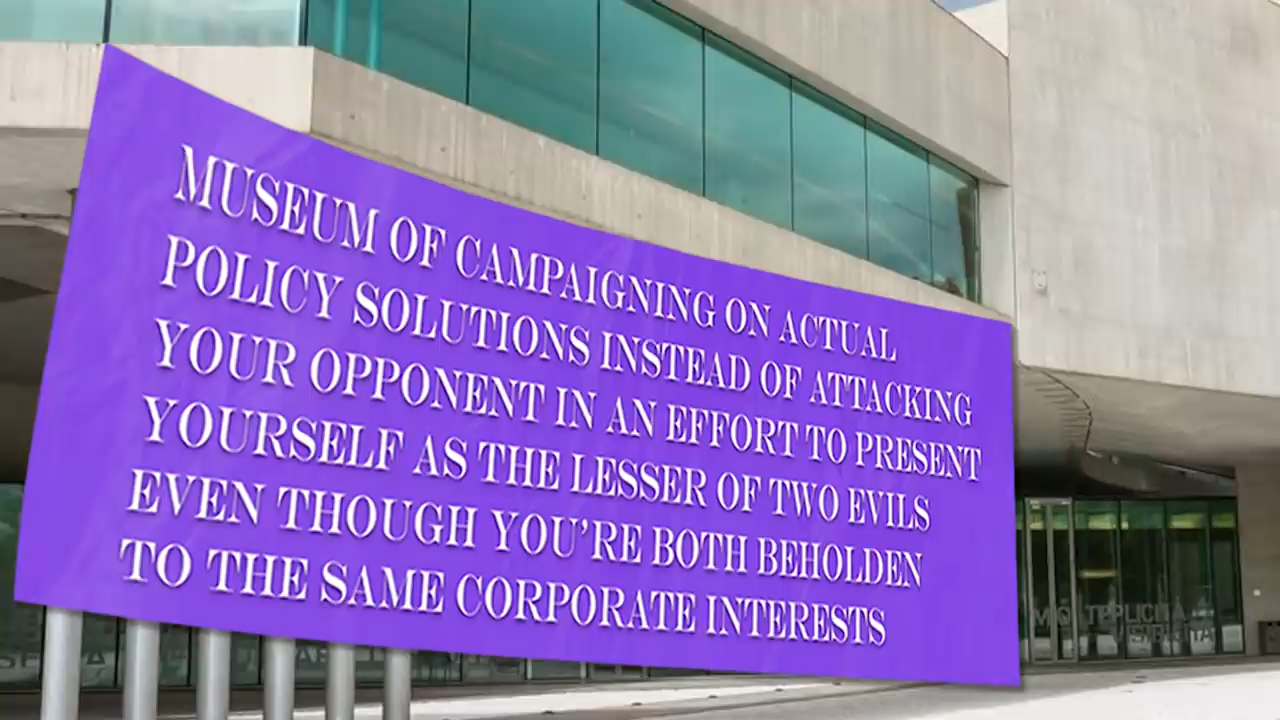 MUSEUM OF CAMPAIGNING ON ACTUAL
POLICY SOLUTIONS INSTEAD OF ATTACKING
YOUR OPPONENT IN AN EFFORT TO PRESENT
YOURSELF AS THE LESSER OF TWO EVILS
EVEN THOUGH YOU'RE BOTH BEHOLDEN
TO THE SAME CORPORATE INTERESTS